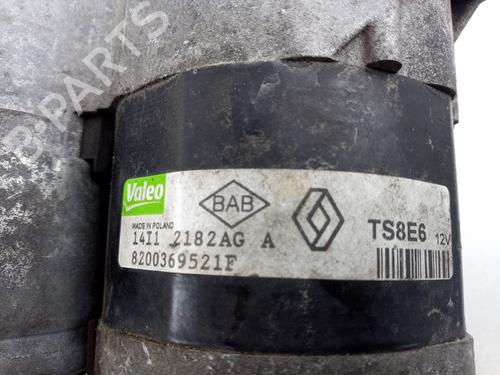 B-PARTS
Valeo
BAB
MADE IN POLAND
14I1 2182AG A
8200369521F
TS8E6 12V